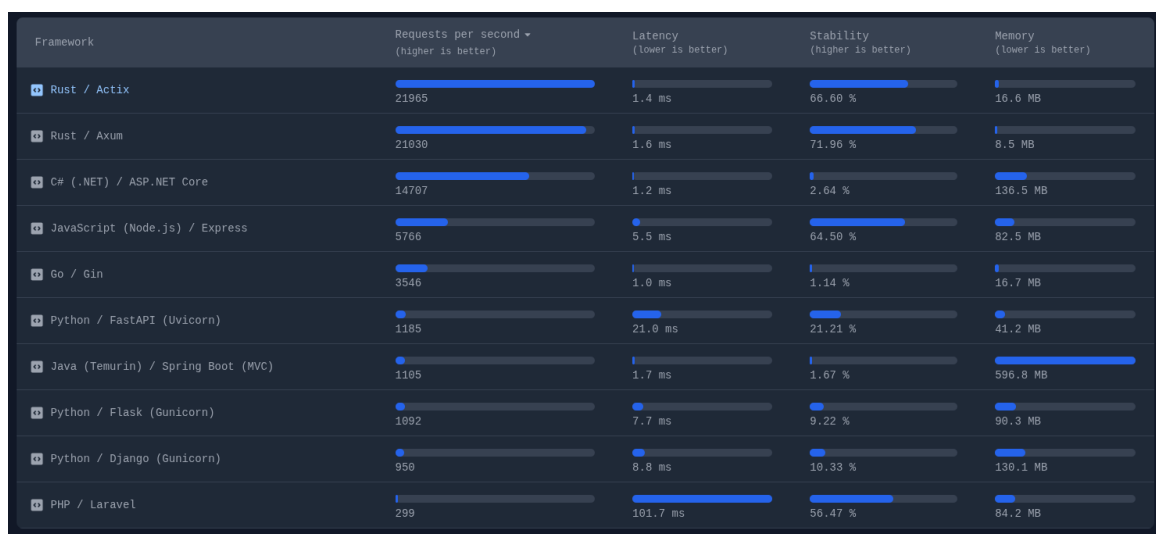 Framework
Requests per second
(higher is better)
Latency
(lower is better)
Stability
(higher is better)
Memory
(lower is better)
Rust / Actix
21965
1.4 ms
66.60 %
16.6 MB
Rust / Axum
21030
1.6 ms
71.96 %
8.5 MB
C# (.NET) / ASP.NET Core
14707
1.2 ms
2.64 %
136.5 MB
JavaScript (Node.js) / Express
5766
5.5 ms
64.50 %
82.5 MB
Go / Gin
3546
1.0 ms
1.14 %
16.7 MB
Python / FastAPI (Uvicorn)
1185
21.0 ms
21.21 %
41.2 MB
Java (Temurin) / Spring Boot (MVC)
1105
1.7 ms
1.67 %
596.8 MB
Python / Flask (Gunicorn)
1092
7.7 ms
9.22 %
90.3 MB
Python / Django (Gunicorn)
950
8.8 ms
10.33 %
130.1 MB
PHP / Laravel
299
101.7 ms
56.47 %
84.2 MB